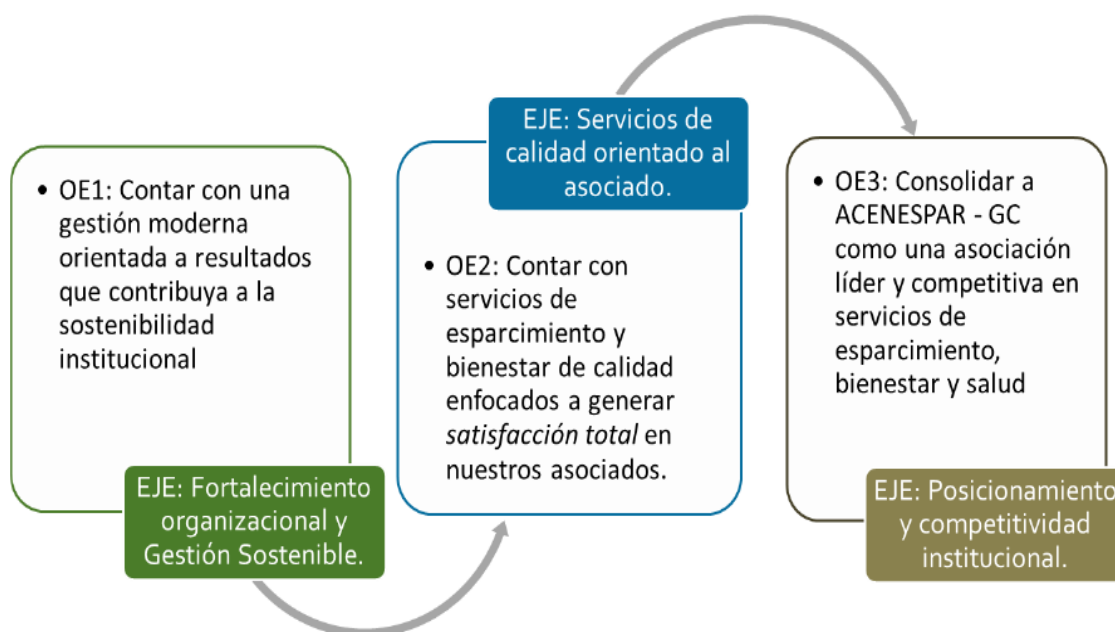 • OE1: Contar con una
gestión moderna
orientada a resultados
que contribuya a la
sostenibilidad
institucional
EJE: Fortalecimiento
organizacional y
Gestión Sostenible.
EJE: Servicios de
calidad orientado al
asociado.
• OE2: Contar con
servicios de
esparcimiento y
bienestar de calidad
enfocados a generar
satisfacción total en
nuestros asociados.
• OE3: Consolidar a
ACENESPAR - GC
como una asociación
líder y competitiva en
servicios de
esparcimiento,
bienestar y salud
EJE: Posicionamiento
y competitividad
institucional.